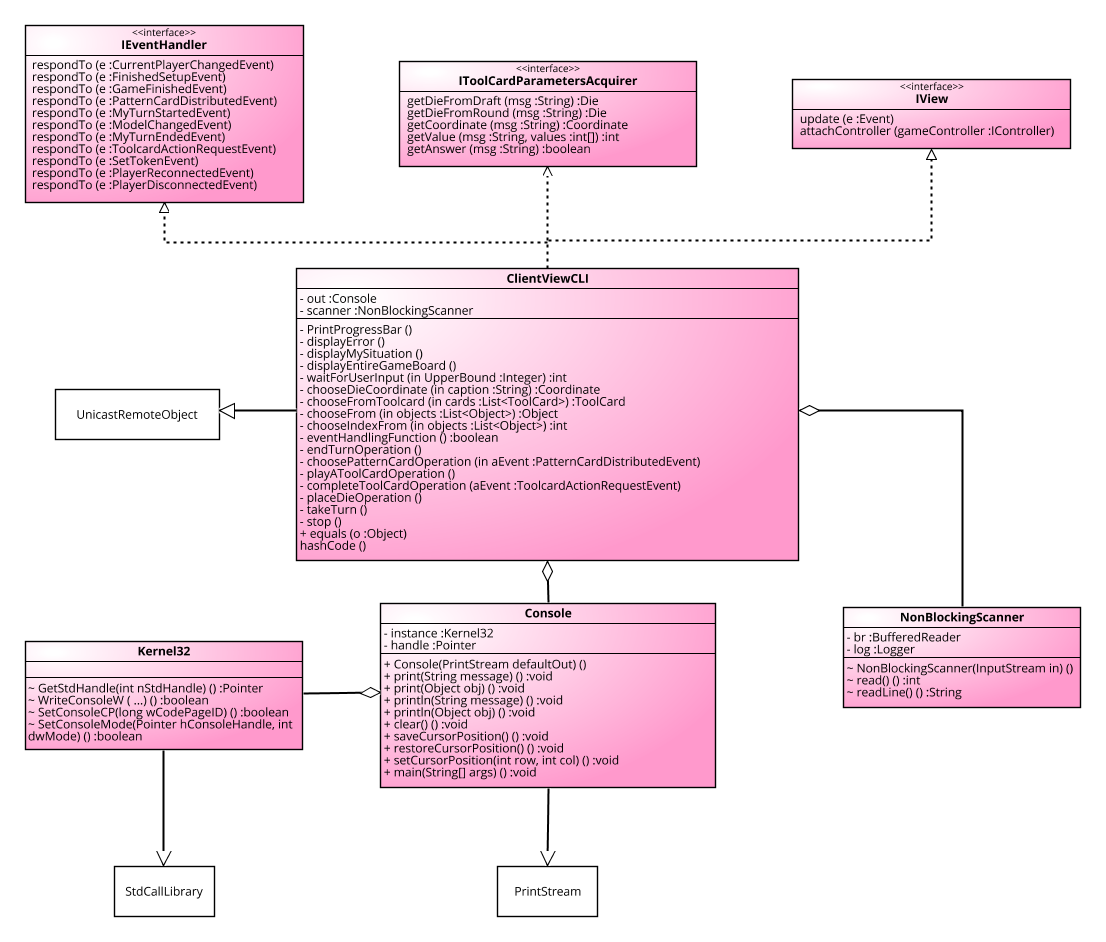 <<interface>>
IEventHandler
respondTo (e :CurrentPlayerChangedEvent)
respondTo (e :FinishedSetupEvent)
respondTo (e :GameFinishedEvent)
respondTo (e :PatternCardDistributedEvent)
respondTo (e :MyTurnStartedEvent)
respondTo (e :ModelChangedEvent)
respondTo (e :MyTurnEndedEvent)
respondTo (e :ToolcardActionRequestEvent)
respondTo (e :SetTokenEvent)
respondTo (e :PlayerReconnectedEvent)
respondTo (e :PlayerDisconnectedEvent)
<<interface>>
IToolCardParametersAcquirer
getDieFromDraft (msg :String) :Die
getDieFromRound (msg :String) :Die
getCoordinate (msg :String) :Coordinate
getValue (msg :String, values :int[]) :int
getAnswer (msg :String) :boolean
<<interface>>
IView
update (e :Event)
attachController (gameController :IController)
ClientViewCLI
- out :Console
- scanner :NonBlockingScanner
- PrintProgressBar ()
- displayError ()
- displayMySituation ()
- displayEntireGameBoard ()
- waitForUserInput (in UpperBound :Integer) :int
- chooseDieCoordinate (in caption :String) :Coordinate
- chooseFromToolcard (in cards :List<ToolCard>) :ToolCard
- chooseFrom (in objects :List<Object>) :Object
- chooseIndexFrom (in objects :List<Object>) :int
- eventHandlingFunction () :boolean
- endTurnOperation ()
- choosePatternCardOperation (in aEvent :PatternCardDistributedEvent)
- playAToolCardOperation ()
- completeToolCardOperation (aEvent :ToolcardActionRequestEvent)
- placeDieOperation ()
- takeTurn ()
- stop ()
+ equals (o :Object)
hashCode ()
UnicastRemoteObject
Console
- instance :Kernel32
- handle :Pointer
+ Console(PrintStream defaultOut) ()
+ print(String message) () :void
+ print(Object obj) () :void
+ println(String message) () :void
+ println(Object obj) () :void
+ clear() () :void
+ saveCursorPosition() () :void
+ restoreCursorPosition() () :void
+ setCursorPosition(int row, int col) () :void
+ main(String[] args) () :void
NonBlockingScanner
- br :BufferedReader
- log :Logger
~ NonBlockingScanner(InputStream in) ()
~ read() () :int
~ readLine() () :String
Kernel32
~ GetStdHandle(int nStdHandle) () :Pointer
~ WriteConsoleW ( ...) () :boolean
~ SetConsoleCP(long wCodePageID) () :boolean
~ SetConsoleMode(Pointer hConsoleHandle, int
dwMode) () :boolean
StdCallLibrary
PrintStream